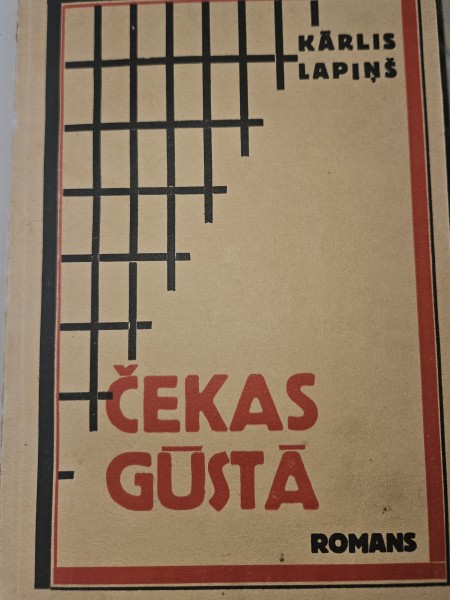 KĀRLIS
LAPIŅŠ
ČEKAS
GŪSTĀ
ROMANS